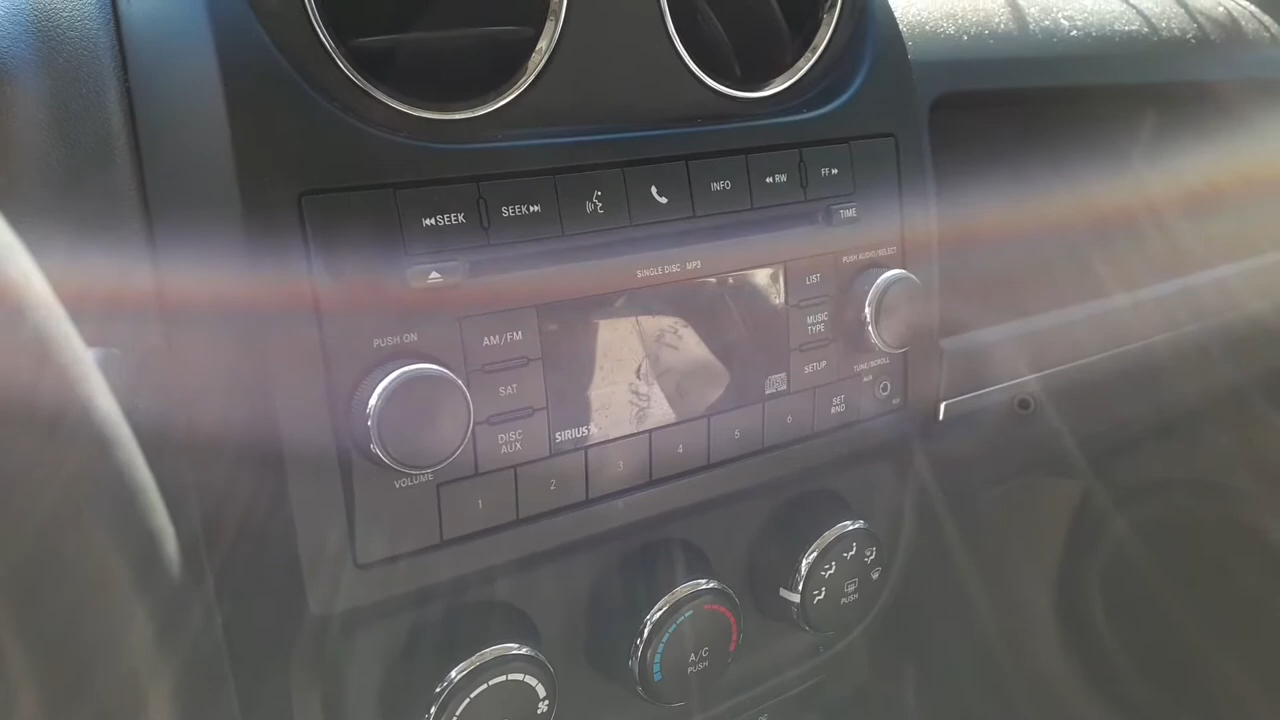 SEEK
SEEK
INFO
RW
FF
TIME
SINGLE DISC · MP3
PUSH AUDIO/SELECT
LIST
PUSH ON
AM/FM
MUSIC
TYPE
SAT
SETUP
TUNE/SCROLL
AUX
DISC
AUX
SIRIUS
SET
RND
VOLUME
1
2
3
4
5
6
PUSH
A/C
PUSH